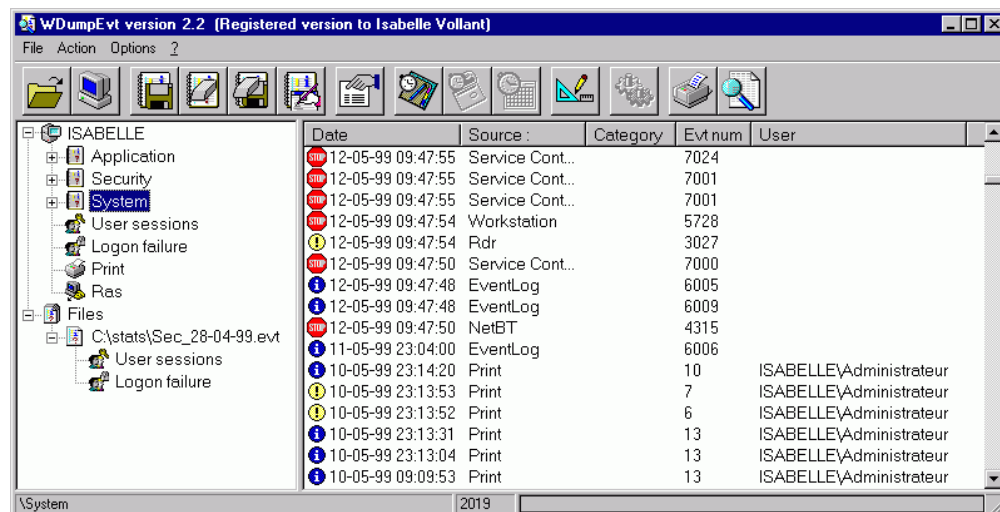 WDumpEvt version 2.2 (Registered version to Isabelle Vollant)
File Action Options ?
ISABELLE
Application
Security
System
User sessions
Logon failure
Print
Ras
Files
C:\stats\Sec_28-04-99.evt
User sessions
Logon failure
Date Source : Category Evt num User
STOP 12-05-99 09:47:55 Service Cont... 7024
STOP 12-05-99 09:47:55 Service Cont... 7001
STOP 12-05-99 09:47:55 Service Cont... 7001
STOP 12-05-99 09:47:54 Workstation 5728
12-05-99 09:47:54 Rdr 3027
STOP 12-05-99 09:47:50 Service Cont... 7000
12-05-99 09:47:48 EventLog 6005
12-05-99 09:47:48 EventLog 6009
STOP 12-05-99 09:47:50 NetBT 4315
11-05-99 23:04:00 EventLog 6006
10-05-99 23:14:20 Print 10 ISABELLE\Administrateur
10-05-99 23:13:53 Print 7 ISABELLE\Administrateur
10-05-99 23:13:52 Print 6 ISABELLE\Administrateur
10-05-99 23:13:31 Print 13 ISABELLE\Administrateur
10-05-99 23:13:04 Print 13 ISABELLE\Administrateur
10-05-99 09:09:53 Print 13 ISABELLE\Administrateur
\System 2019